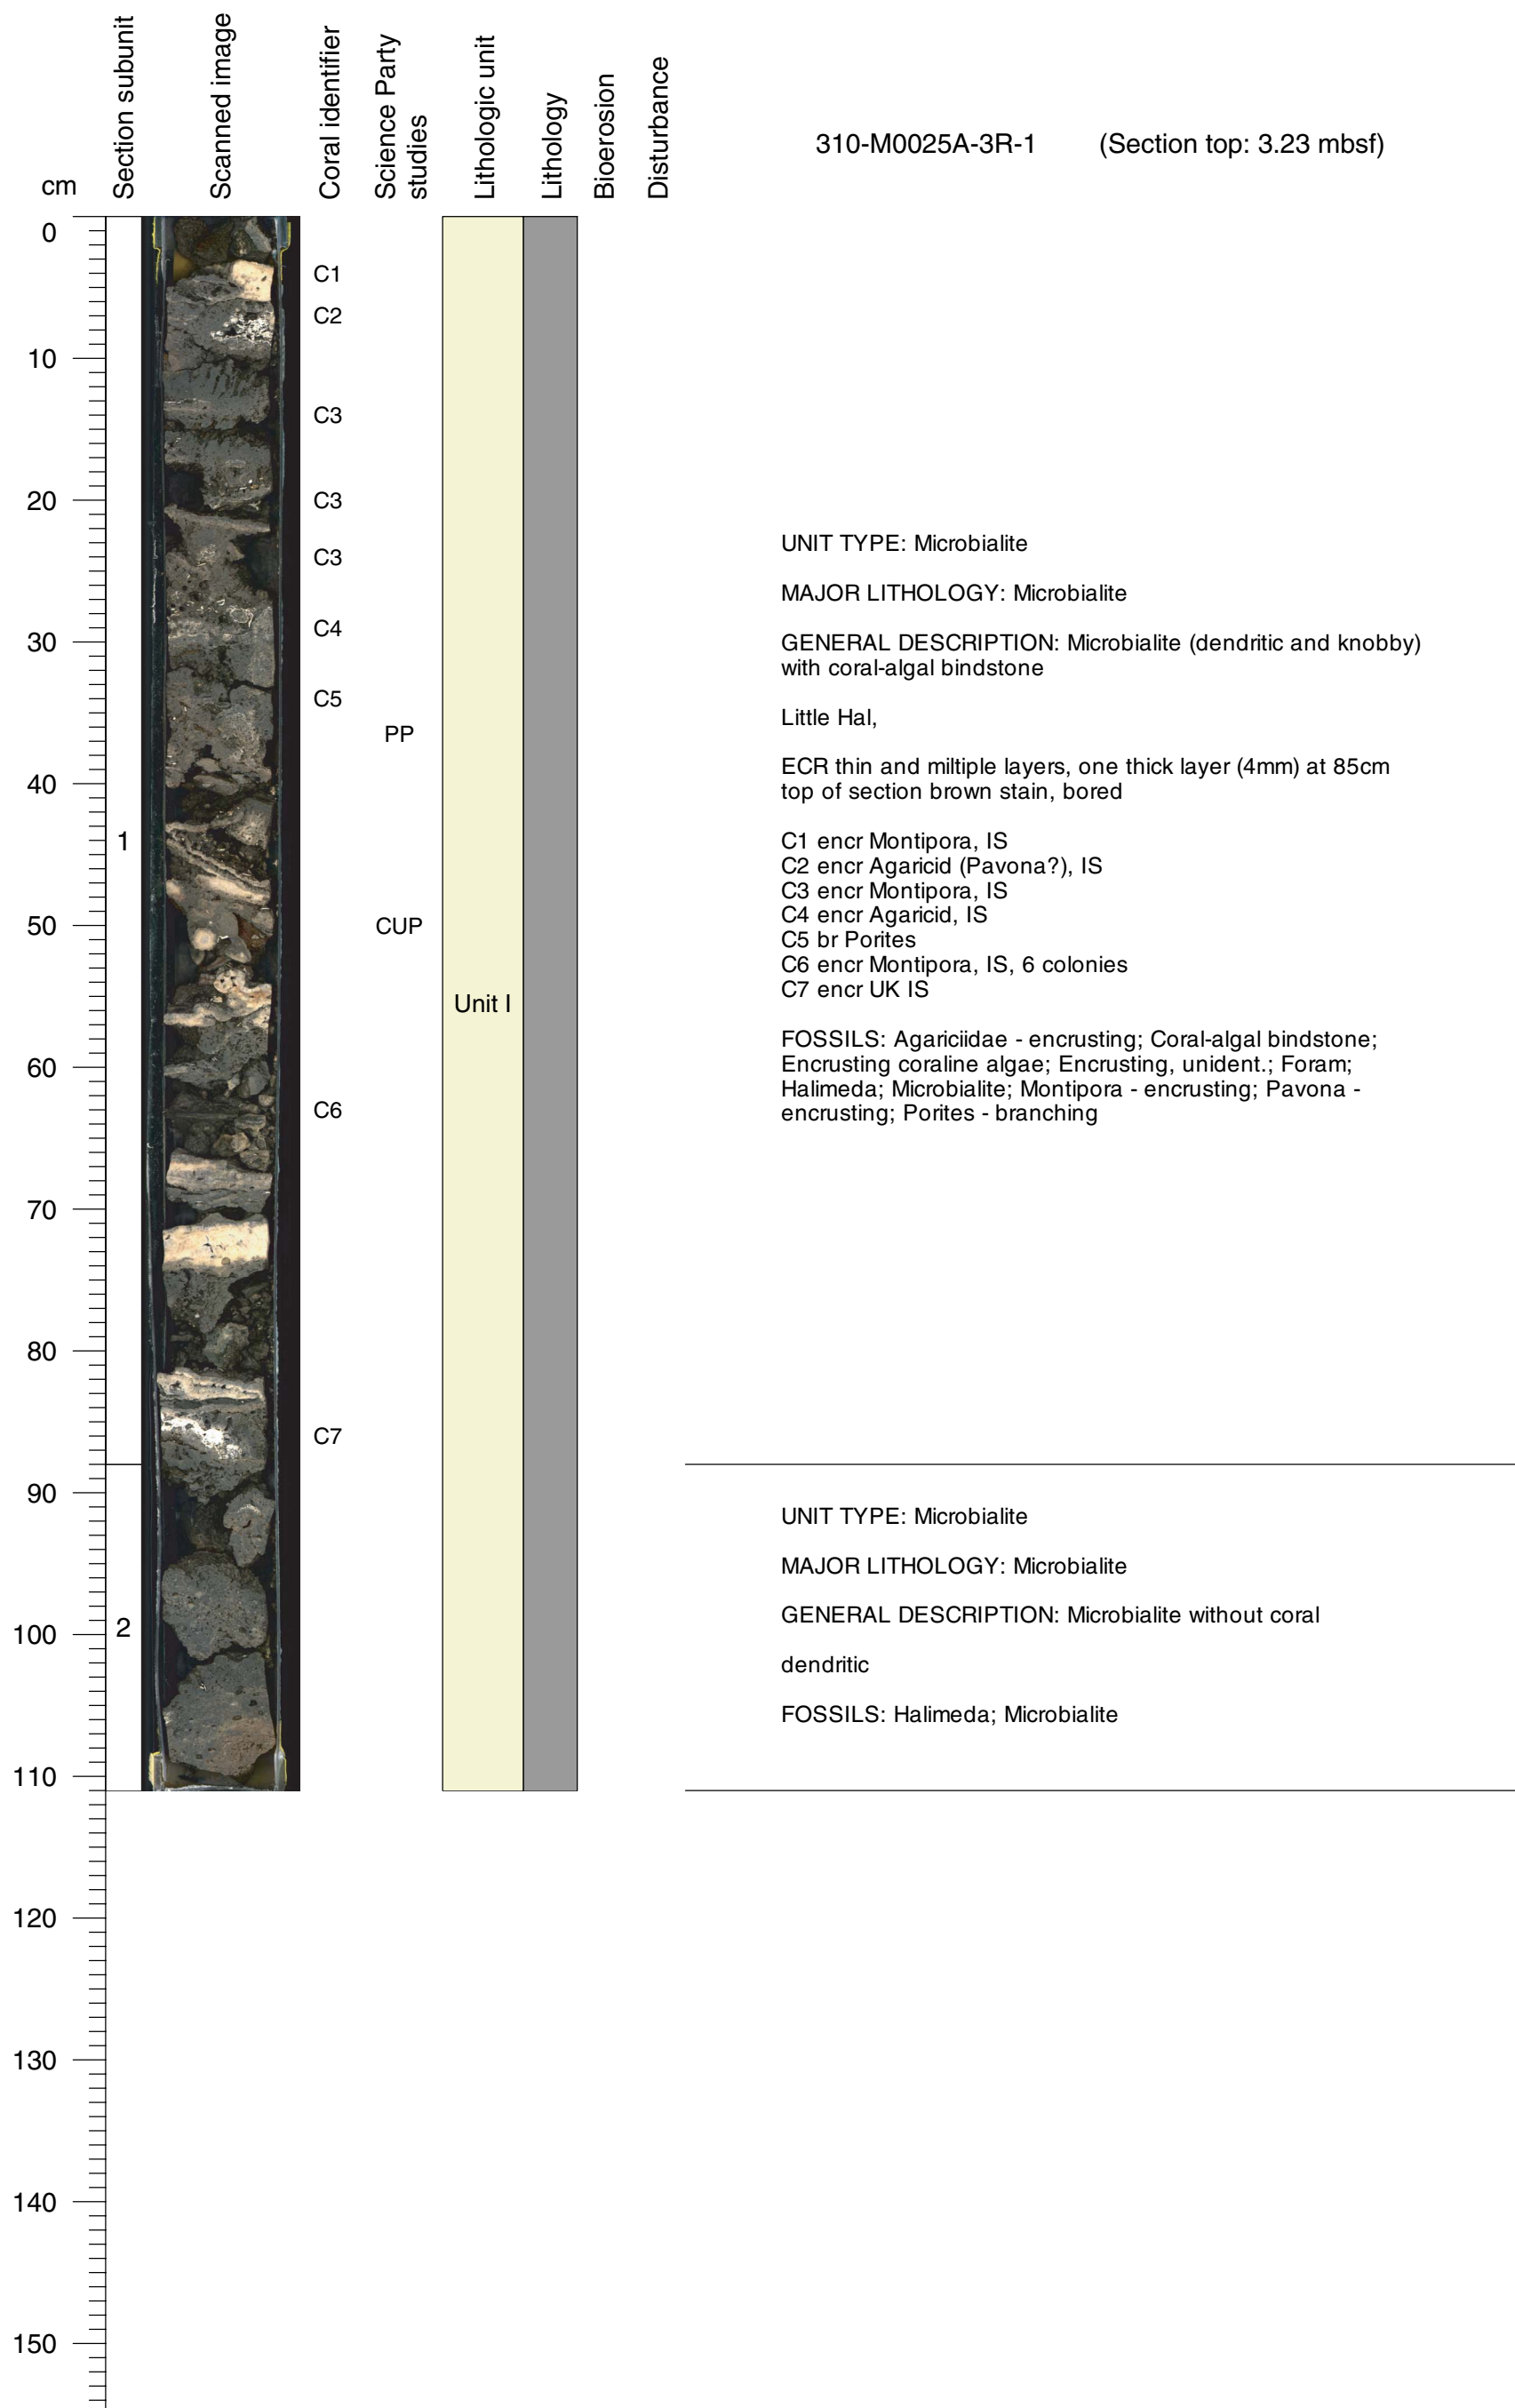 Section subunit
Scanned image
Coral identifier
Science Party
studies
Lithologic unit
Lithology
Bioerosion
Disturbance
310-M0025A-3R-1 (Section top: 3.23 mbsf)
cm
0
C1
C2
10
C3
20
C3
C3
30
C4
C5
PP
40
1
50
CUP
Unit I
60
C6
70
80
C7
90
2
100
110
120
130
140
150
UNIT TYPE: Microbialite
MAJOR LITHOLOGY: Microbialite
GENERAL DESCRIPTION: Microbialite (dendritic and knobby)
with coral-algal bindstone
Little Hal,
ECR thin and miltiple layers, one thick layer (4mm) at 85cm
top of section brown stain, bored
C1 encr Montipora, IS
C2 encr Agaricid (Pavona?), IS
C3 encr Montipora, IS
C4 encr Agaricid, IS
C5 br Porites
C6 encr Montipora, IS, 6 colonies
C7 encr UK IS
FOSSILS: Agariciidae - encrusting; Coral-algal bindstone;
Encrusting coraline algae; Encrusting, unident.; Foram;
Halimeda; Microbialite; Montipora - encrusting; Pavona -
encrusting; Porites - branching
UNIT TYPE: Microbialite
MAJOR LITHOLOGY: Microbialite
GENERAL DESCRIPTION: Microbialite without coral
dendritic
FOSSILS: Halimeda; Microbialite